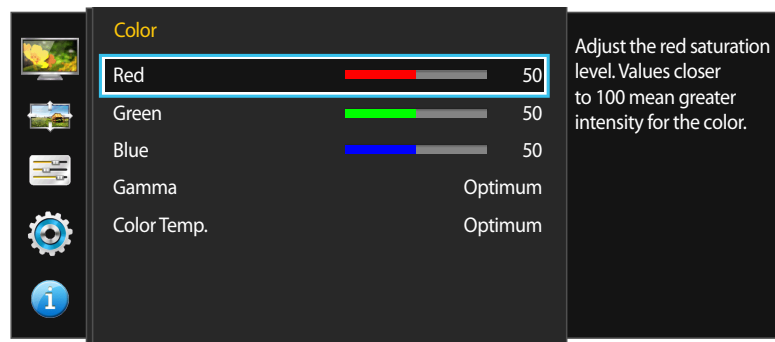 Color
Red 50
Green 50
Blue 50
Gamma Optimum
Color Temp. Optimum
Adjust the red saturation
level. Values closer
to 100 mean greater
intensity for the color.